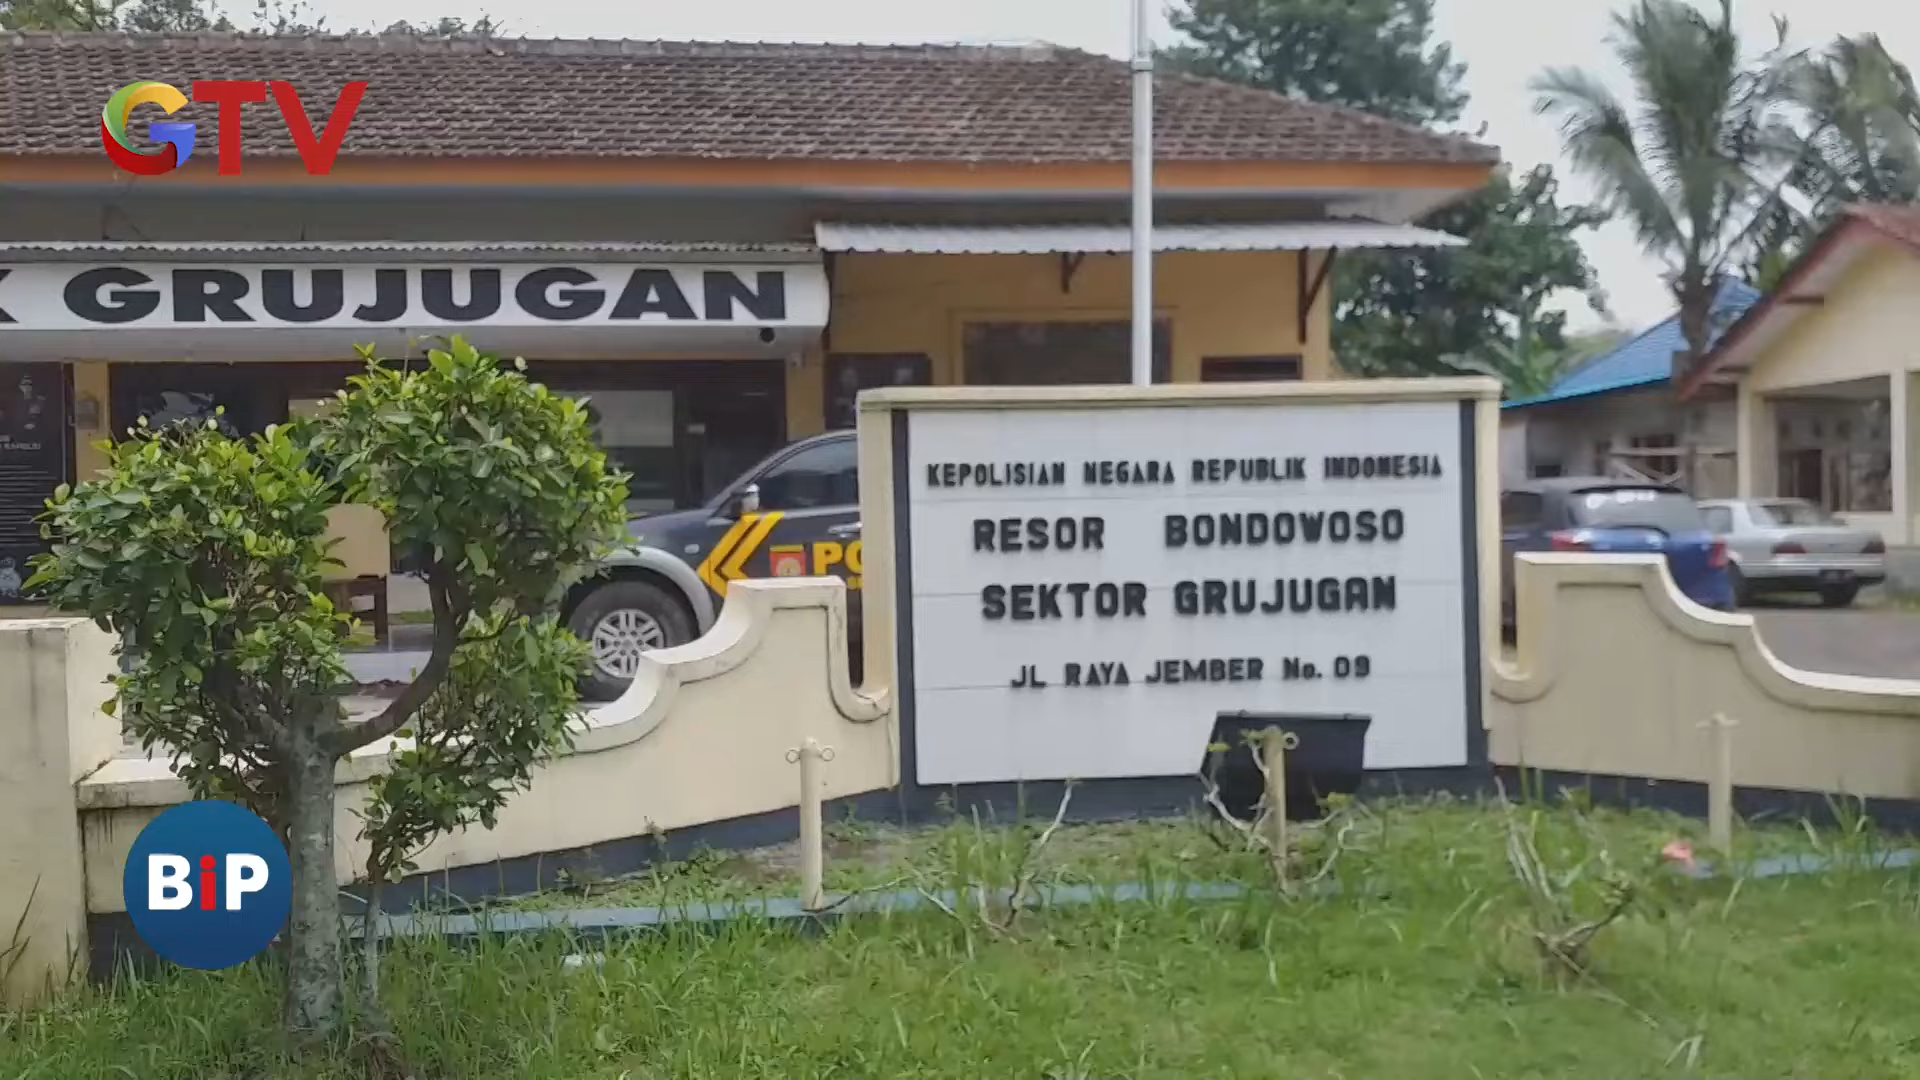 GTV
GRUJUGAN
KEPOLISIAN NEGARA REPUBLIK INDONESIA
RESOR BONDOWOSO
SEKTOR GRUJUGAN
JL RAYA JEMBER No. 09
BiP